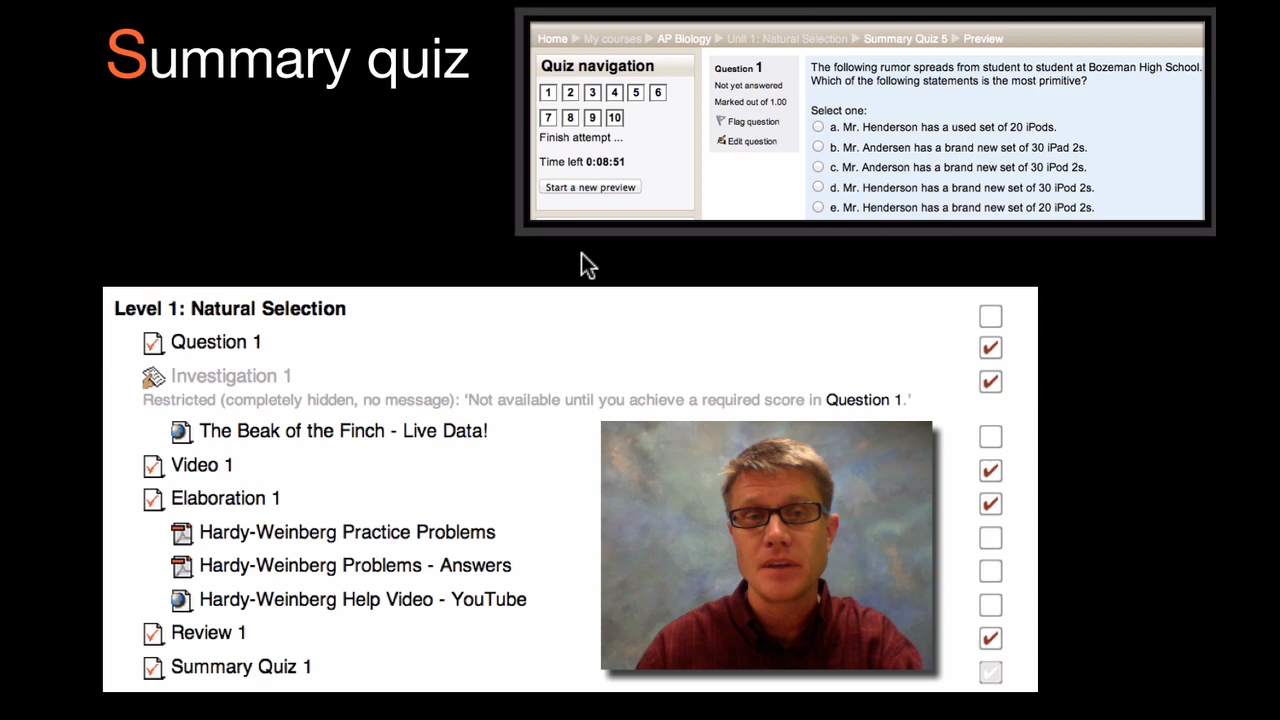 Summary quiz
Home ▶ My courses ▶ AP Biology ▶ Unit 1: Natural Selection ▶ Summary Quiz 5 ▶ Preview
Quiz navigation
1 2 3 4 5 6
7 8 9 10
Finish attempt ...
Time left 0:08:51
Start a new preview
Question 1
Not yet answered
Marked out of 1.00
Flag question
Edit question
The following rumor spreads from student to student at Bozeman High School.
Which of the following statements is the most primitive?
Select one:
a. Mr. Henderson has a used set of 20 iPods.
b. Mr. Andersen has a brand new set of 30 iPad 2s.
c. Mr. Anderson has a brand new set of 30 iPod 2s.
d. Mr. Henderson has a brand new set of 30 iPod 2s.
e. Mr. Henderson has a brand new set of 20 iPod 2s.
Level 1: Natural Selection
Question 1
Investigation 1
Restricted (completely hidden, no message): 'Not available until you achieve a required score in Question 1.'
The Beak of the Finch - Live Data!
Video 1
Elaboration 1
Hardy-Weinberg Practice Problems
Hardy-Weinberg Problems - Answers
Hardy-Weinberg Help Video - YouTube
Review 1
Summary Quiz 1